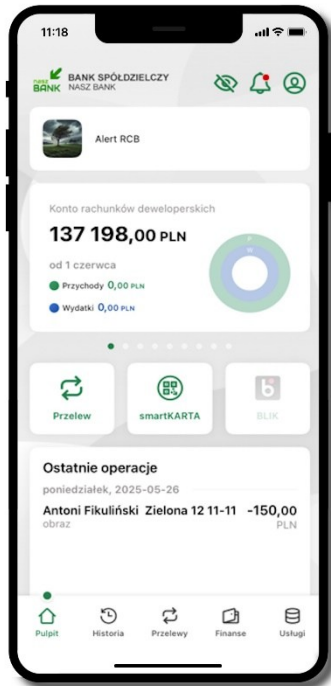 11:18
nasz
BANK
BANK SPÓŁDZIELCZY
NASZ BANK
Alert RCB
Konto rachunków deweloperskich
137 198,00 PLN
od 1 czerwca
Przychody 0,00 PLN
Wydatki 0,00 PLN
P
W
Przelew
smartKARTA
BLIK
Ostatnie operacje
poniedziałek, 2025-05-26
Antoni Fikuliński Zielona 12 11-11 -150,00
obraz PLN
Pulpit
Historia
Przelewy
Finanse
Usługi